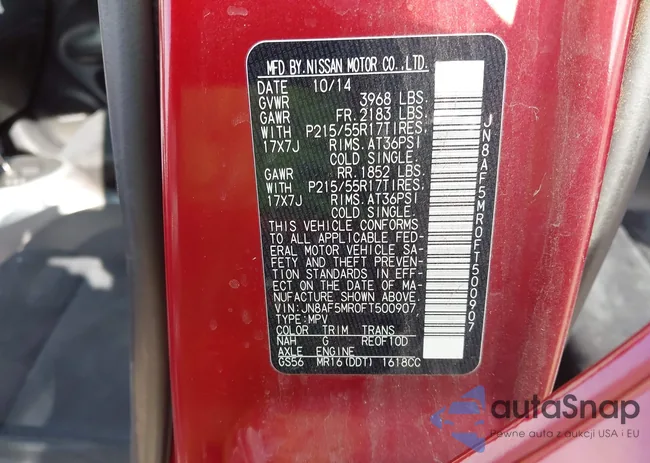 MFD BY.NISSAN MOTOR CO.,LTD.
DATE 10/14
GVWR 3968 LBS.
GAWR FR.2183 LBS.
WITH P215/55R17TIRES,
17X7J RIMS.AT36PSI
COLD SINGLE.
GAWR RR.1852 LBS.
WITH P215/55R17TIRES,
17X7J RIMS.AT36PSI
COLD SINGLE.
THIS VEHICLE CONFORMS
TO ALL APPLICABLE FED-
ERAL MOTOR VEHICLE SA-
FETY AND THEFT PREVEN-
TION STANDARDS IN EFF-
ECT ON THE DATE OF MA-
NUFACTURE SHOWN ABOVE.
VIN:JN8AF5MR0FT500907,
TYPE:MPV
COLOR TRIM TRANS
NAH G RE0F10D
AXLE ENGINE
GS56 MR16(DDT) 1618CC
JN8AF5MR0FT500907
autoSnap
Pewne auto z aukcji USA i EU